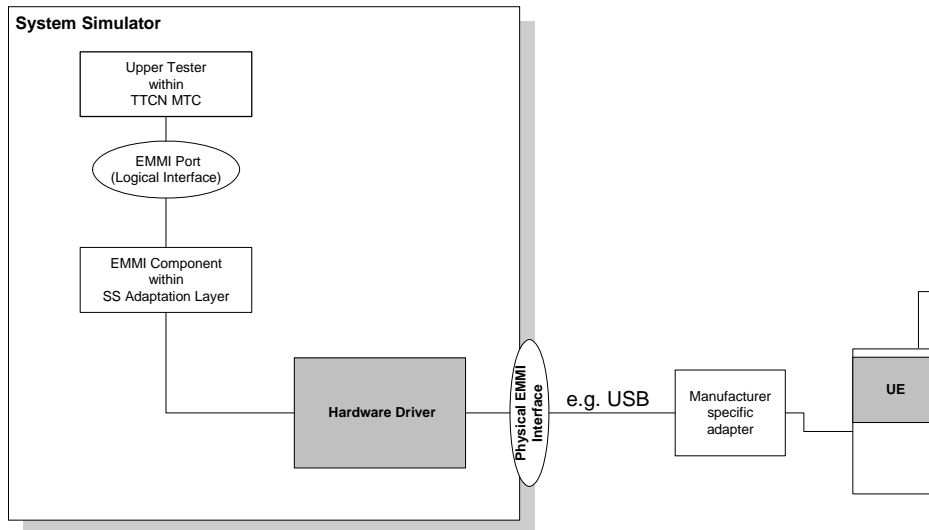 System Simulator
Upper Tester
within
TTCN MTC
EMMI Port
(Logical Interface)
EMMI Component
within
SS Adaptation Layer
Hardware Driver
Physical EMMI
Interface
e.g. USB
Manufacturer
specific
adapter
UE